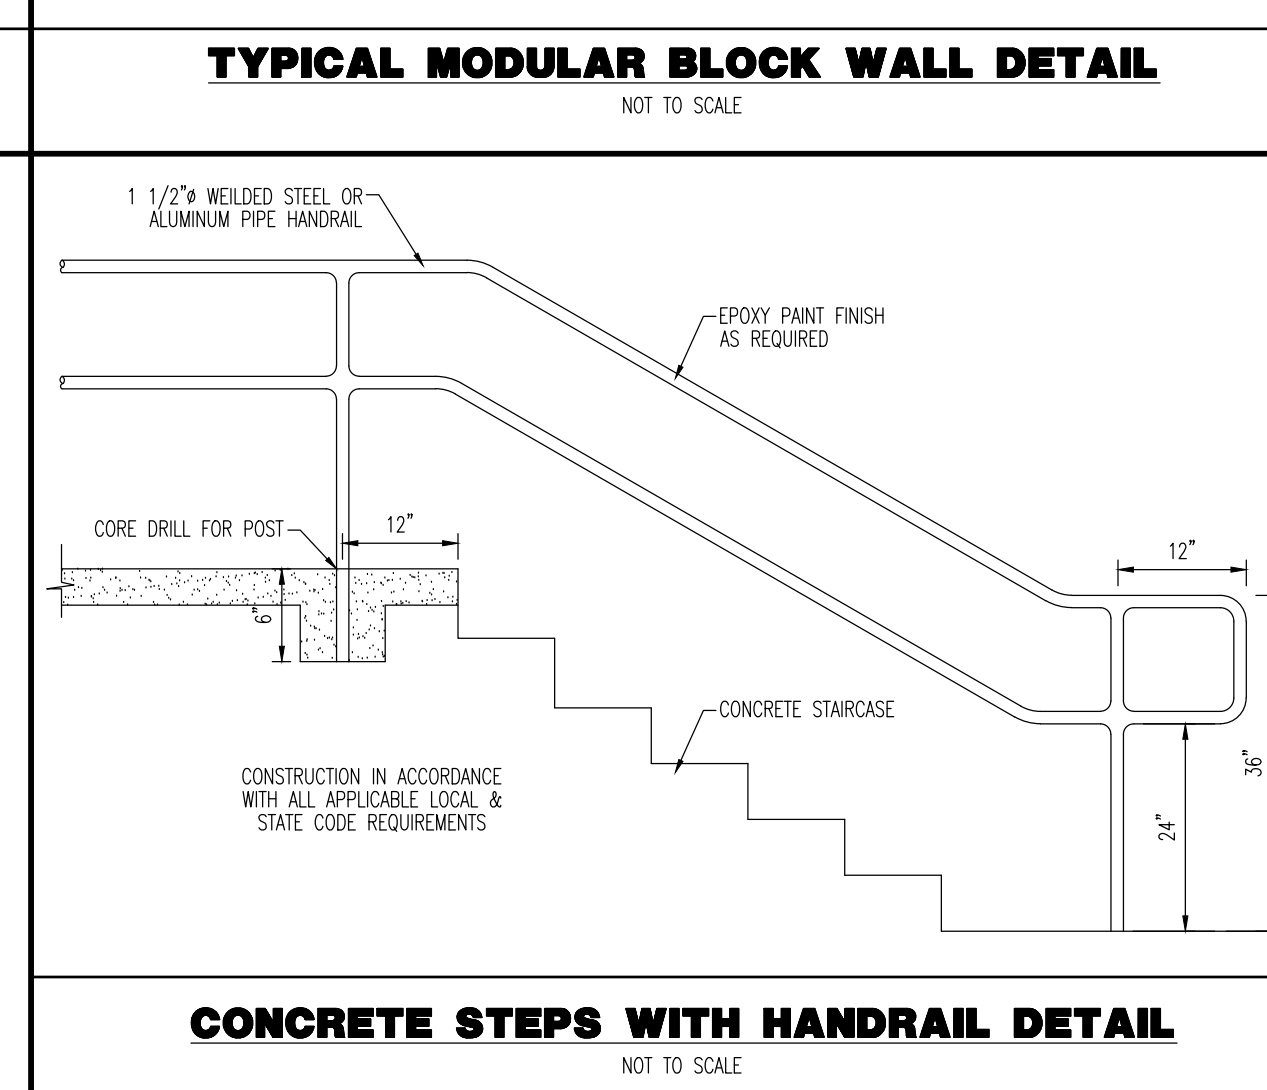 TYPICAL MODULAR BLOCK WALL DETAIL
NOT TO SCALE
1 1/2"ø WEILDED STEEL OR
ALUMINUM PIPE HANDRAIL
EPOXY PAINT FINISH
AS REQUIRED
CORE DRILL FOR POST
12"
12"
6"
CONCRETE STAIRCASE
36"
24"
CONSTRUCTION IN ACCORDANCE
WITH ALL APPLICABLE LOCAL &
STATE CODE REQUIREMENTS
CONCRETE STEPS WITH HANDRAIL DETAIL
NOT TO SCALE